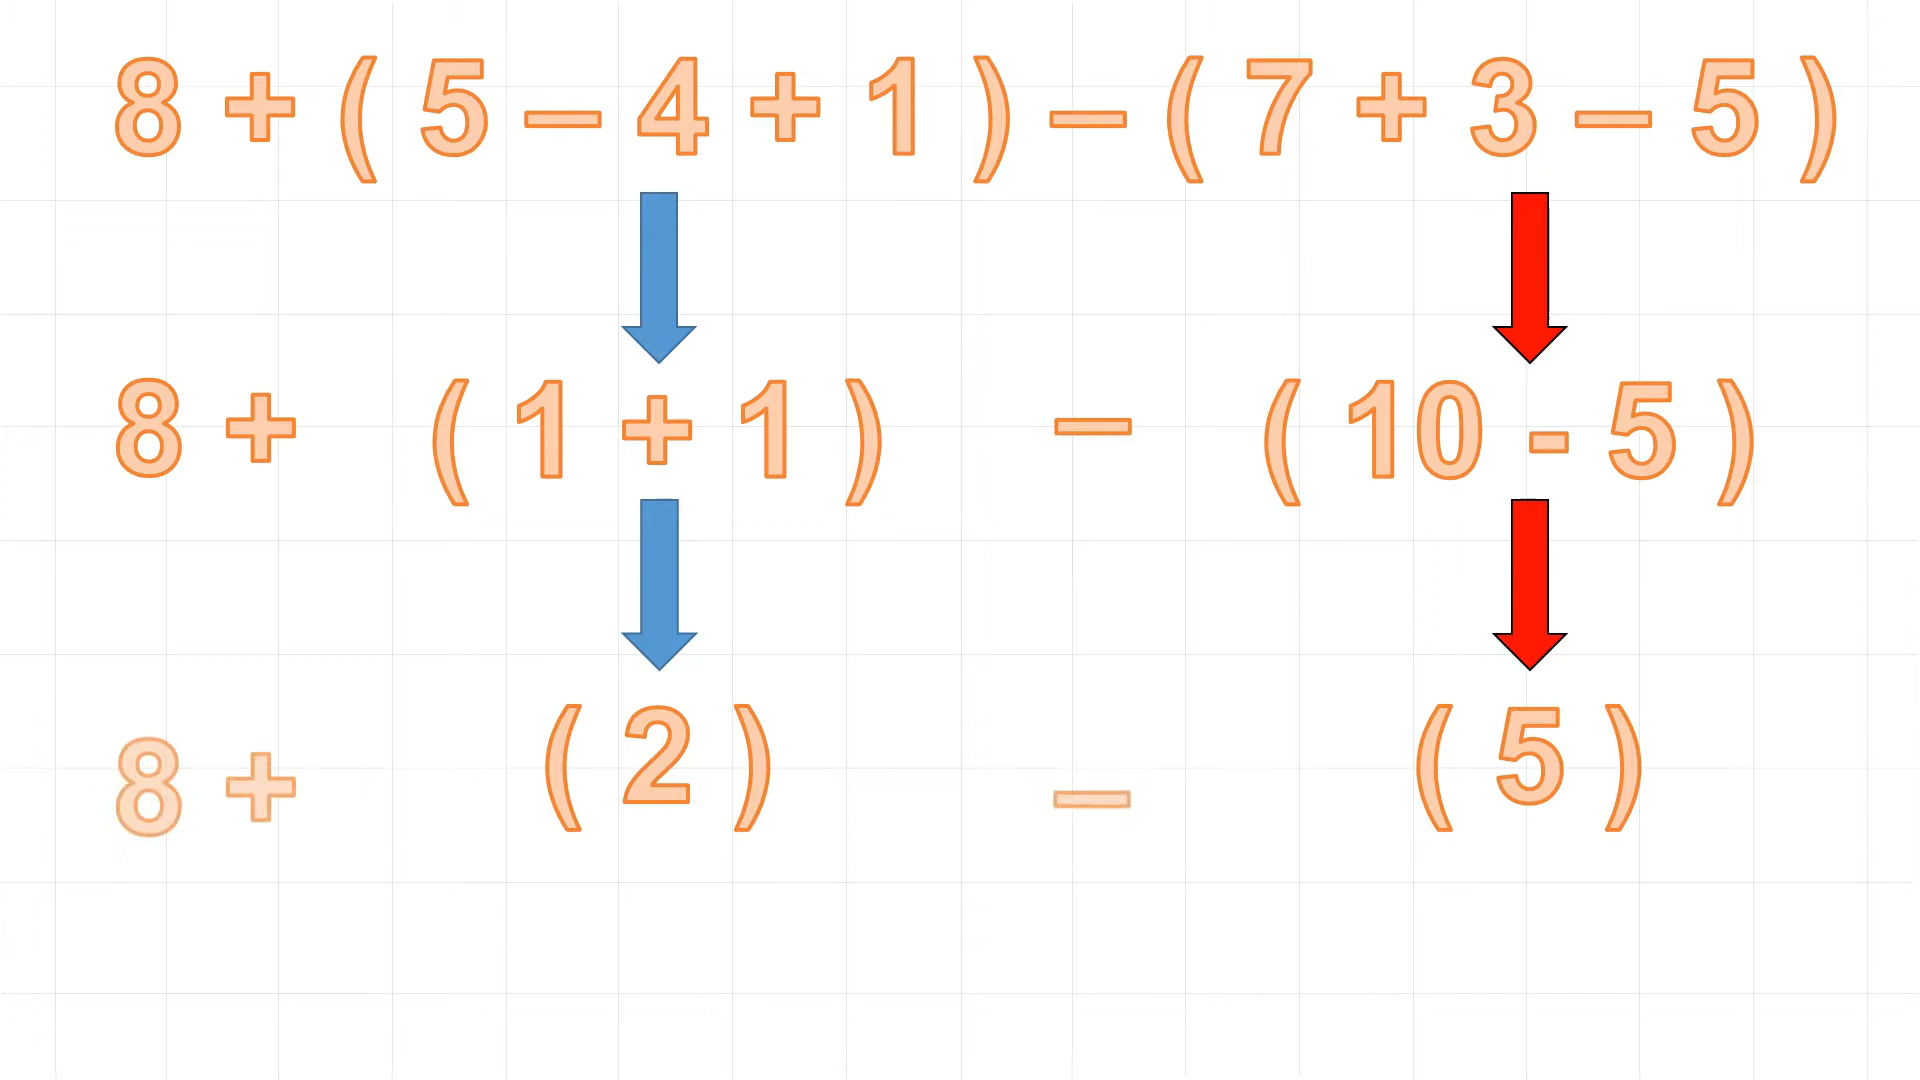 8 + ( 5 – 4 + 1 ) – ( 7 + 3 – 5 )
8 + ( 1 + 1 ) – ( 10 - 5 )
8 + ( 2 ) – ( 5 )